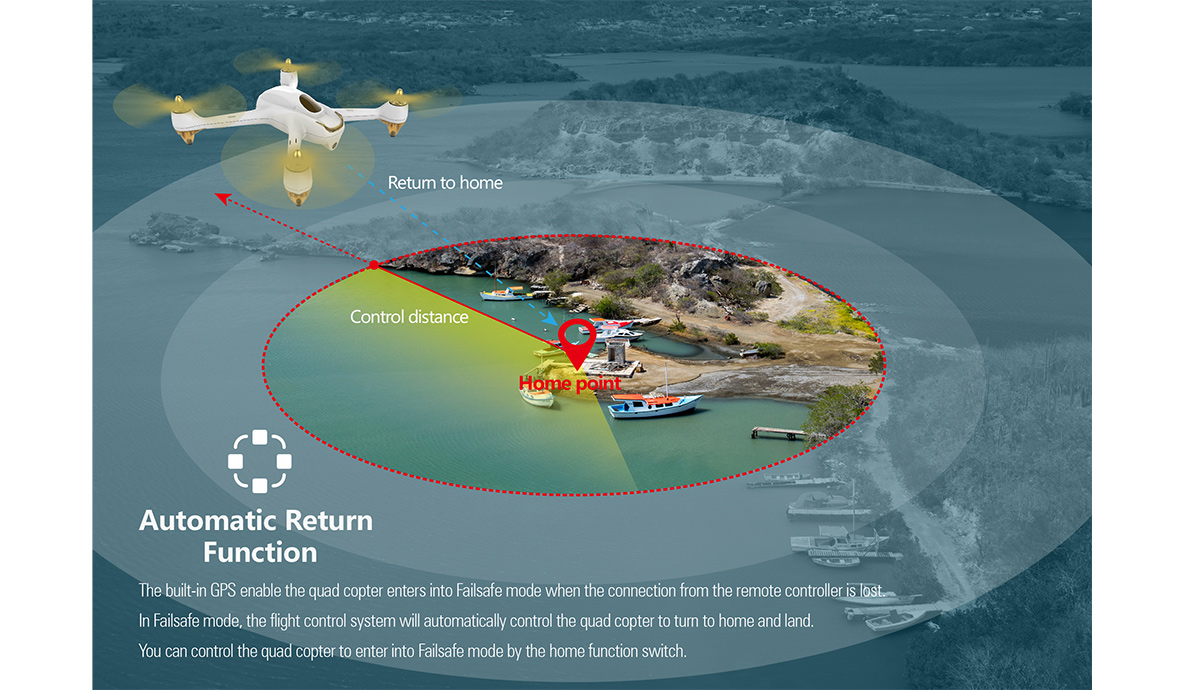 Return to home
Control distance
Home point
Automatic Return
Function
The built-in GPS enable the quad copter enters into Failsafe mode when the connection from the remote controller is lost.
In Failsafe mode, the flight control system will automatically control the quad copter to turn to home and land.
You can control the quad copter to enter into Failsafe mode by the home function switch.